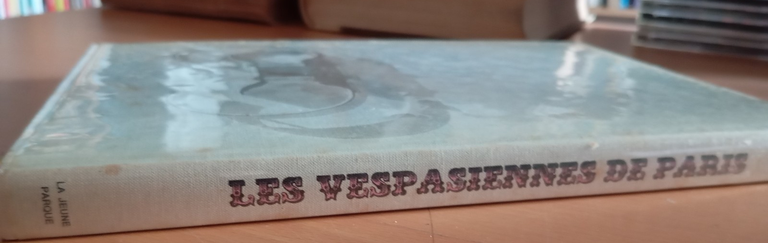 LES VESPASIENNES DE PARIS
LA JEUNE
PARQUE